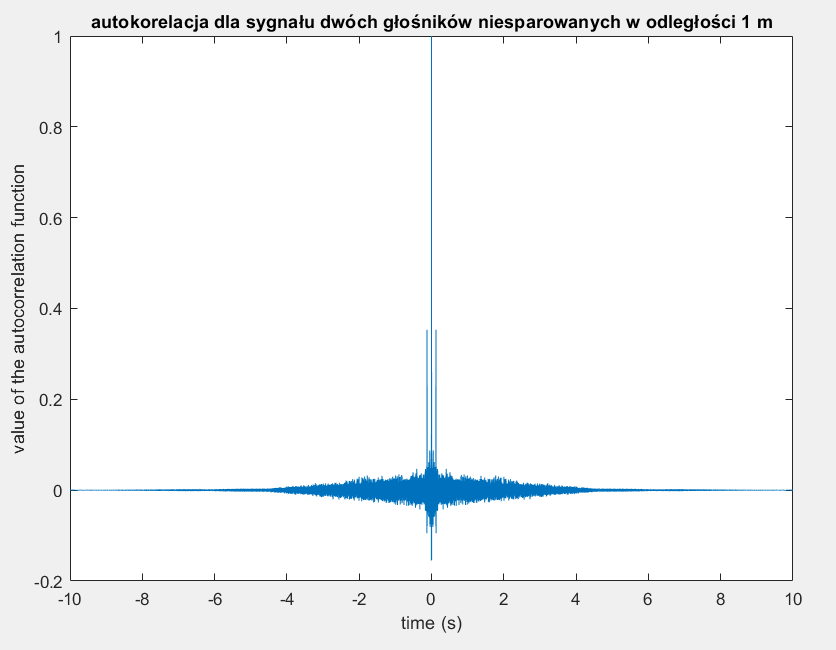 autokorelacja dla sygnału dwóch głośników niesparowanych w odległości 1 m
value of the autocorrelation function
1
0.8
0.6
0.4
0.2
0
-0.2
-10 -8 -6 -4 -2 0 2 4 6 8 10
time (s)